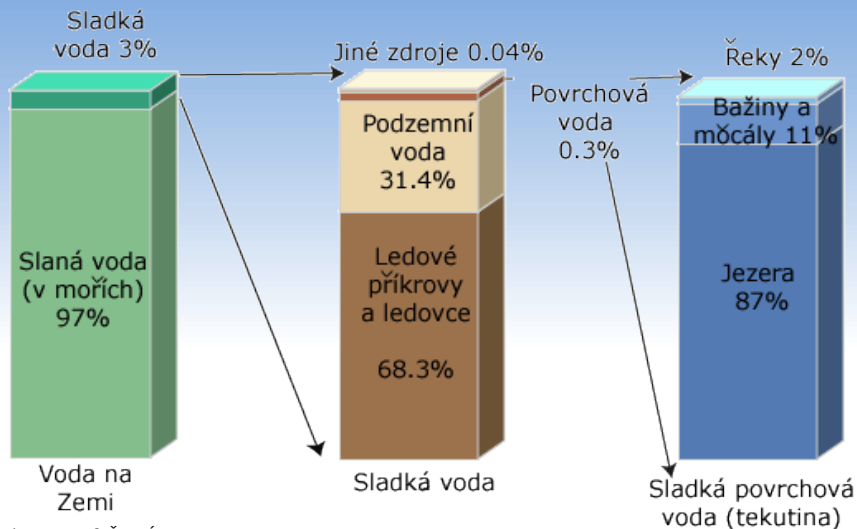 Sladká
voda 3%
Slaná voda
(v mořích)
97%
Voda na
Zemi
Jiné zdroje 0.04%
Podzemní
voda
31.4%
Ledové
příkrovy
a ledovce
68.3%
Sladká voda
Povrchová
voda
0.3%
Řeky 2%
Bažiny a
mǒcály 11%
Jezera
87%
Sladká povrchová
voda (tekutina)